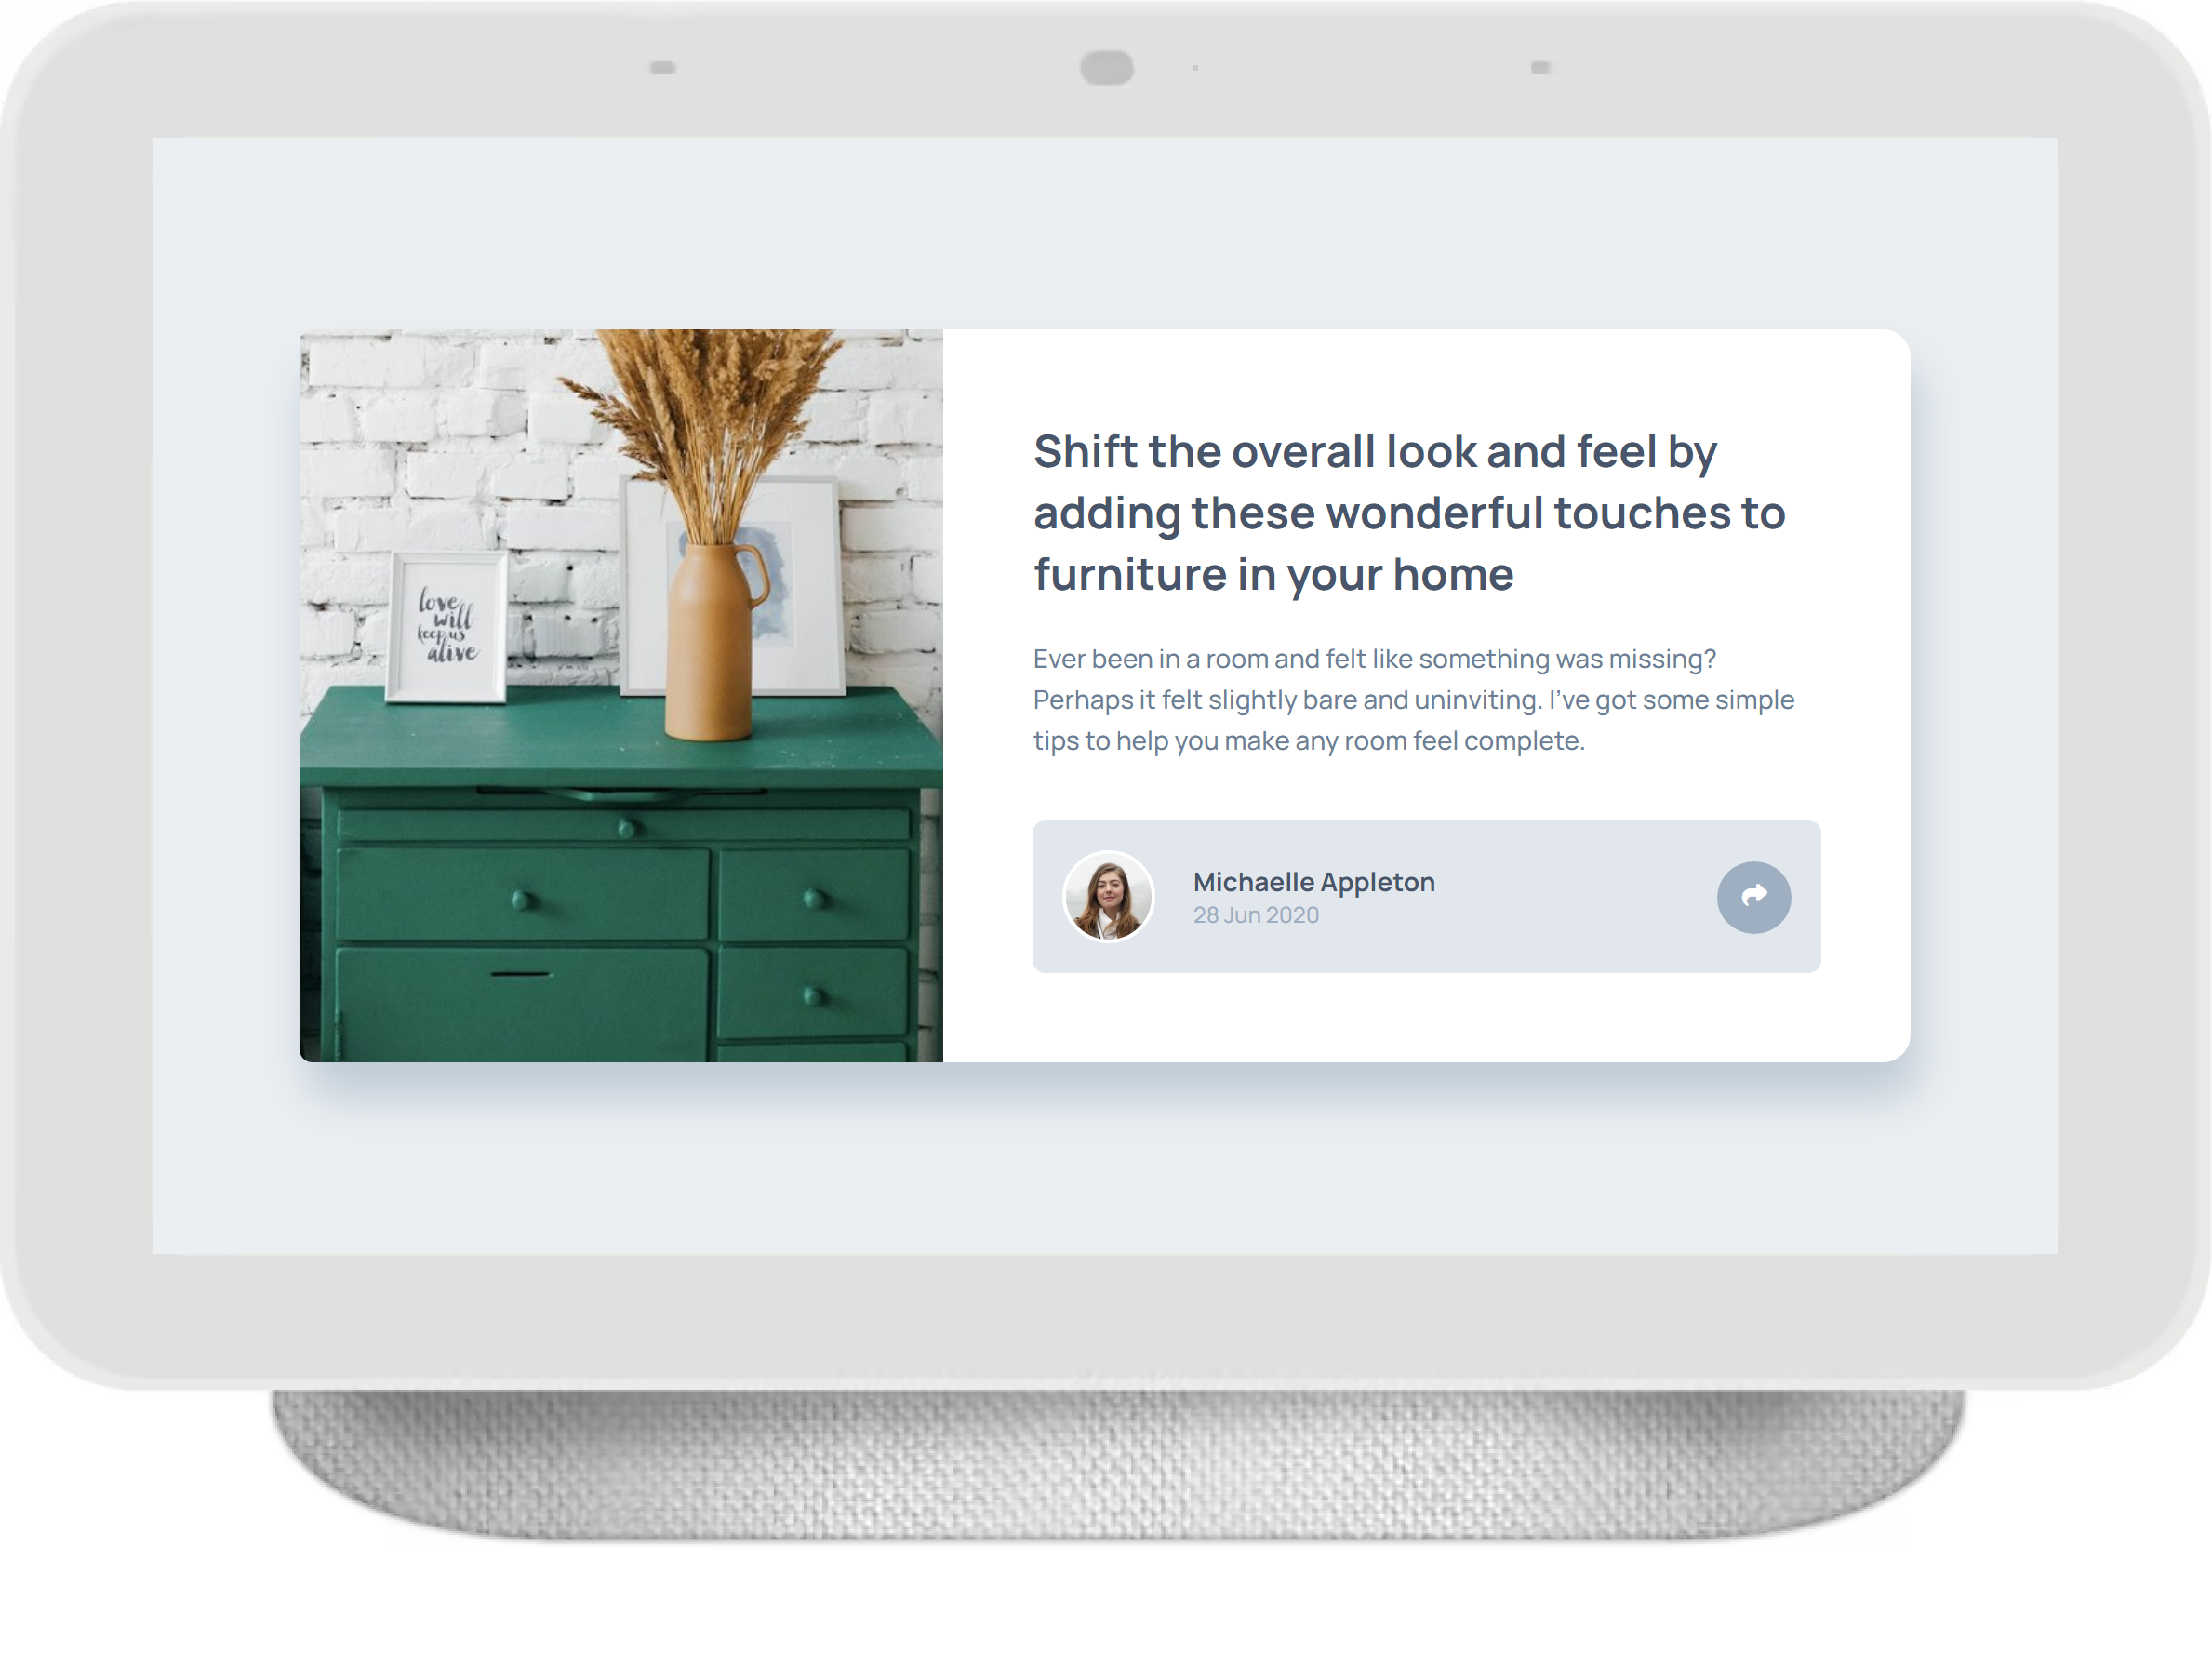 love
will
keep us
alive
Shift the overall look and feel by
adding these wonderful touches to
furniture in your home
Ever been in a room and felt like something was missing?
Perhaps it felt slightly bare and uninviting. I’ve got some simple
tips to help you make any room feel complete.
Michaelle Appleton
28 Jun 2020